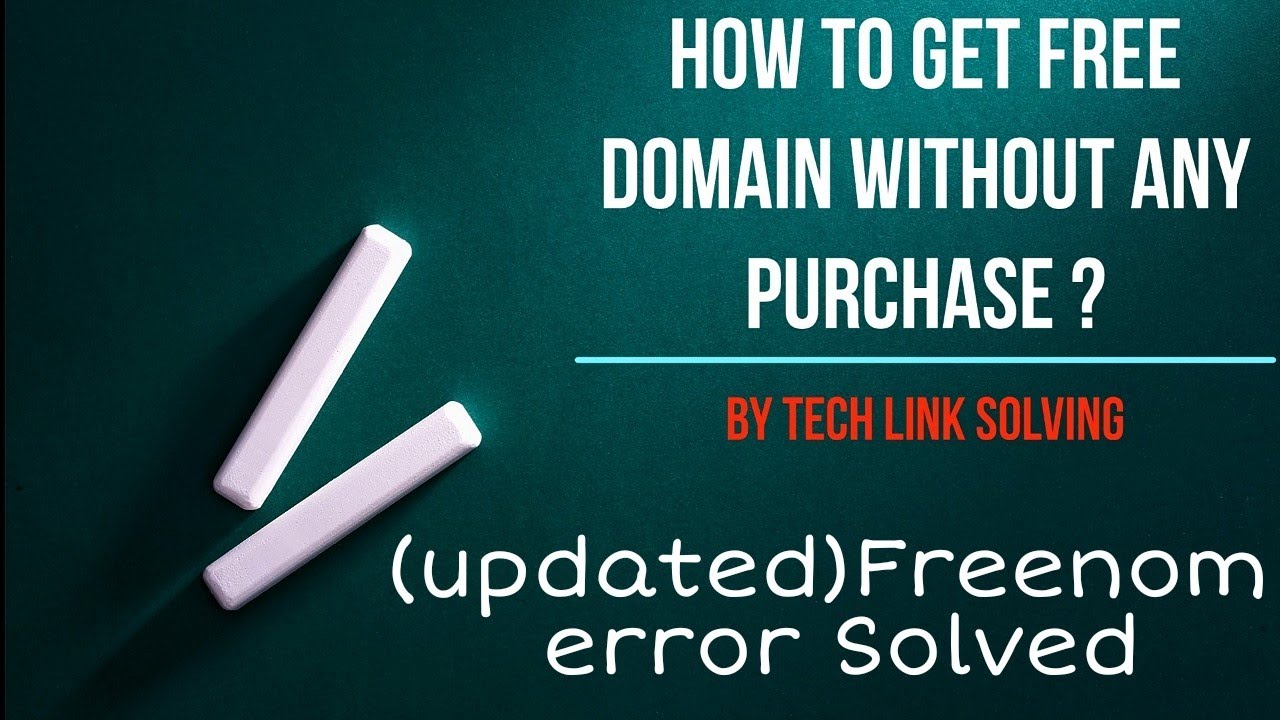 HOW TO GET FREE
DOMAIN WITHOUT ANY
PURCHASE ?
BY TECH LINK SOLVING
(updated)Freenom
error Solved